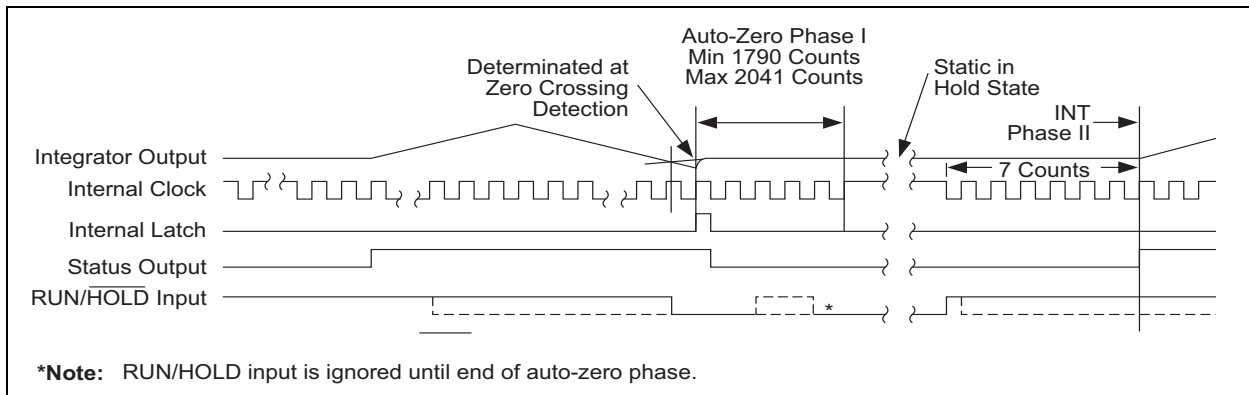 Auto-Zero Phase I
Min 1790 Counts
Max 2041 Counts
Determinated at
Zero Crossing
Detection
Static in
Hold State
INT
Phase II
Integrator Output
7 Counts
Internal Clock
Internal Latch
Status Output
RUN/HOLD Input
*
*Note: RUN/HOLD input is ignored until end of auto-zero phase.